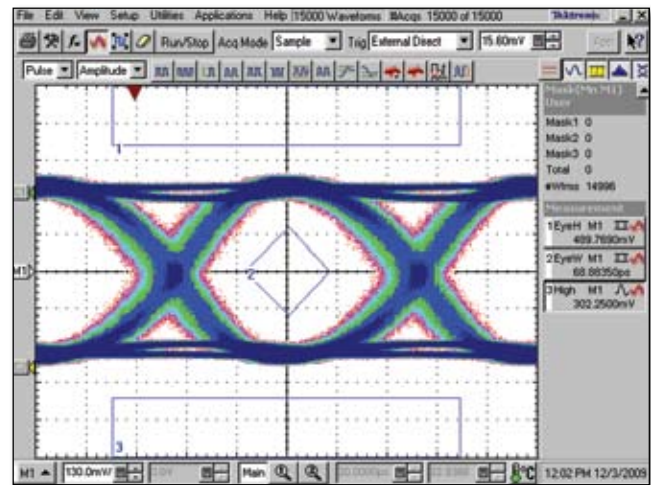 File Edit View Setup Utilities Applications Help 15000 Waveforms #Acqs 15000 of 15000 Tektronix
Run/Stop Acq Mode Sample Trig External Direct 15.60mV
Pulse Amplitude
Mask(Mn:M1)
User
Mask1 0
Mask2 0
Mask3 0
Total 0
#Wfms 14996
Measurement
1EyeH M1
489.7690mV
2EyeW M1
68.88350ps
3High M1
302.2500mV
1
2
3
M1
M1 130.0mW Main °C 12:02 PM 12/3/2009